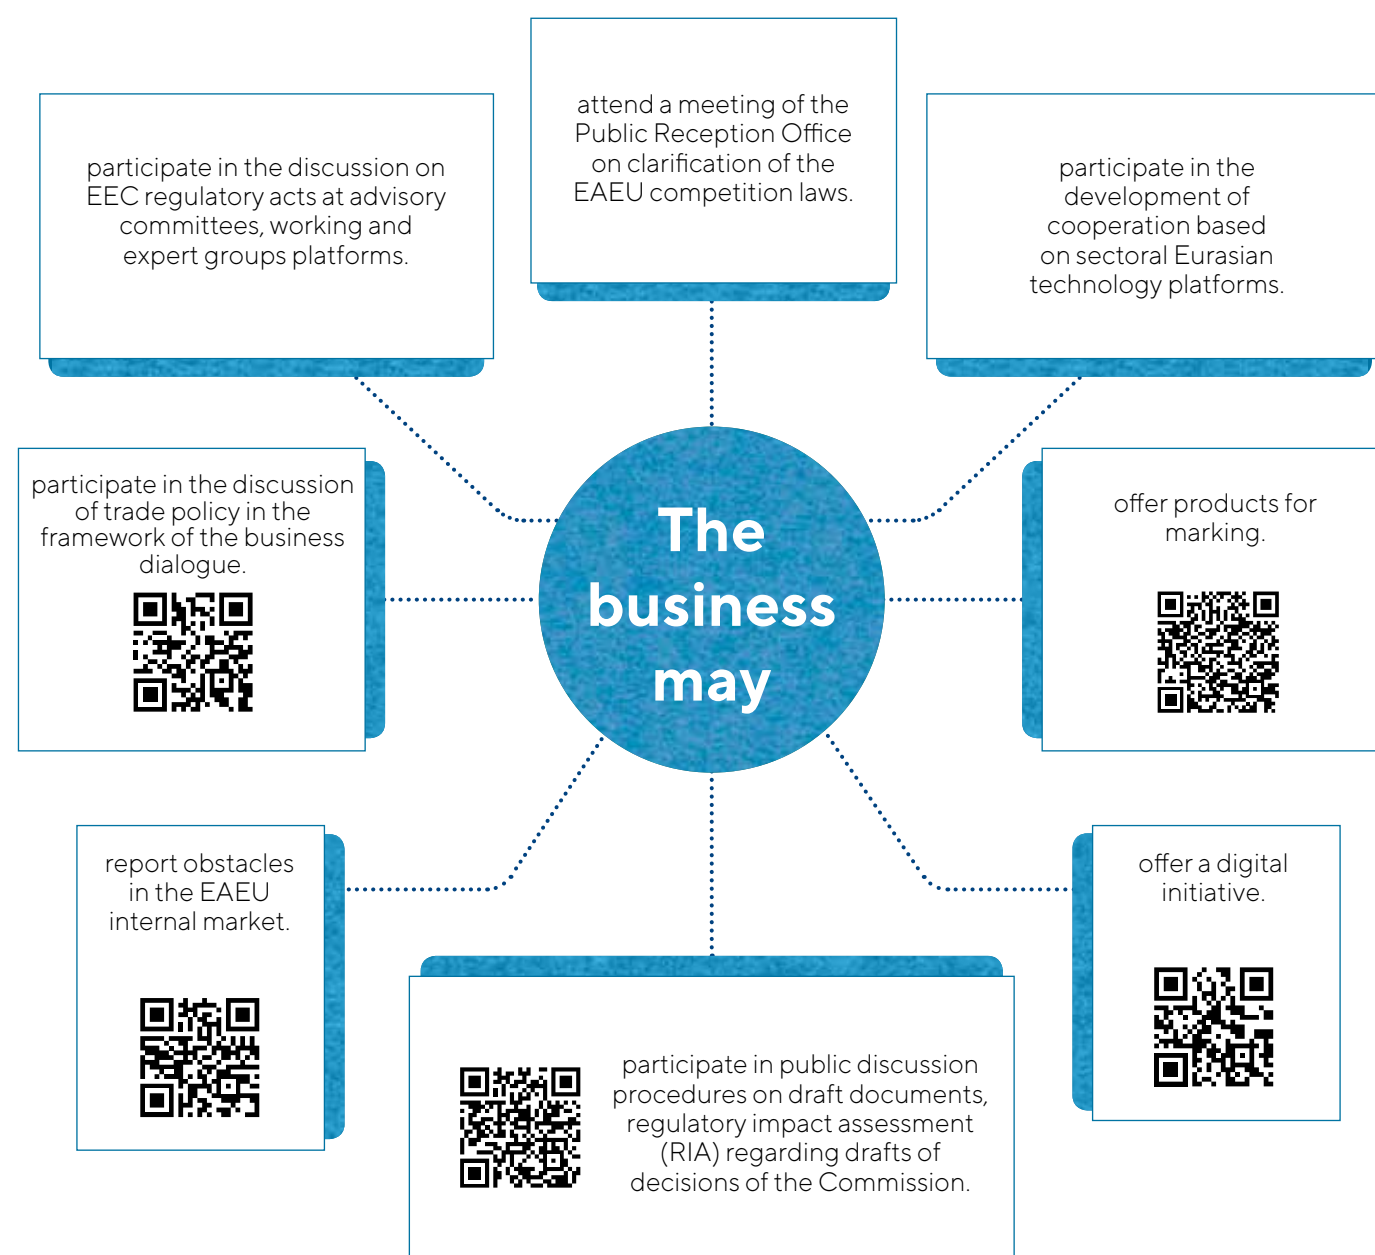 participate in the discussion on
EEC regulatory acts at advisory
committees, working and
expert groups platforms.
attend a meeting of the
Public Reception Office
on clarification of the
EAEU competition laws.
participate in the
development of
cooperation based
on sectoral Eurasian
technology platforms.
participate in the discussion
of trade policy in the
framework of the business
dialogue.
The
business
may
offer products for
marking.
report obstacles
in the EAEU
internal market.
participate in public discussion
procedures on draft documents,
regulatory impact assessment
(RIA) regarding drafts of
decisions of the Commission.
offer a digital
initiative.